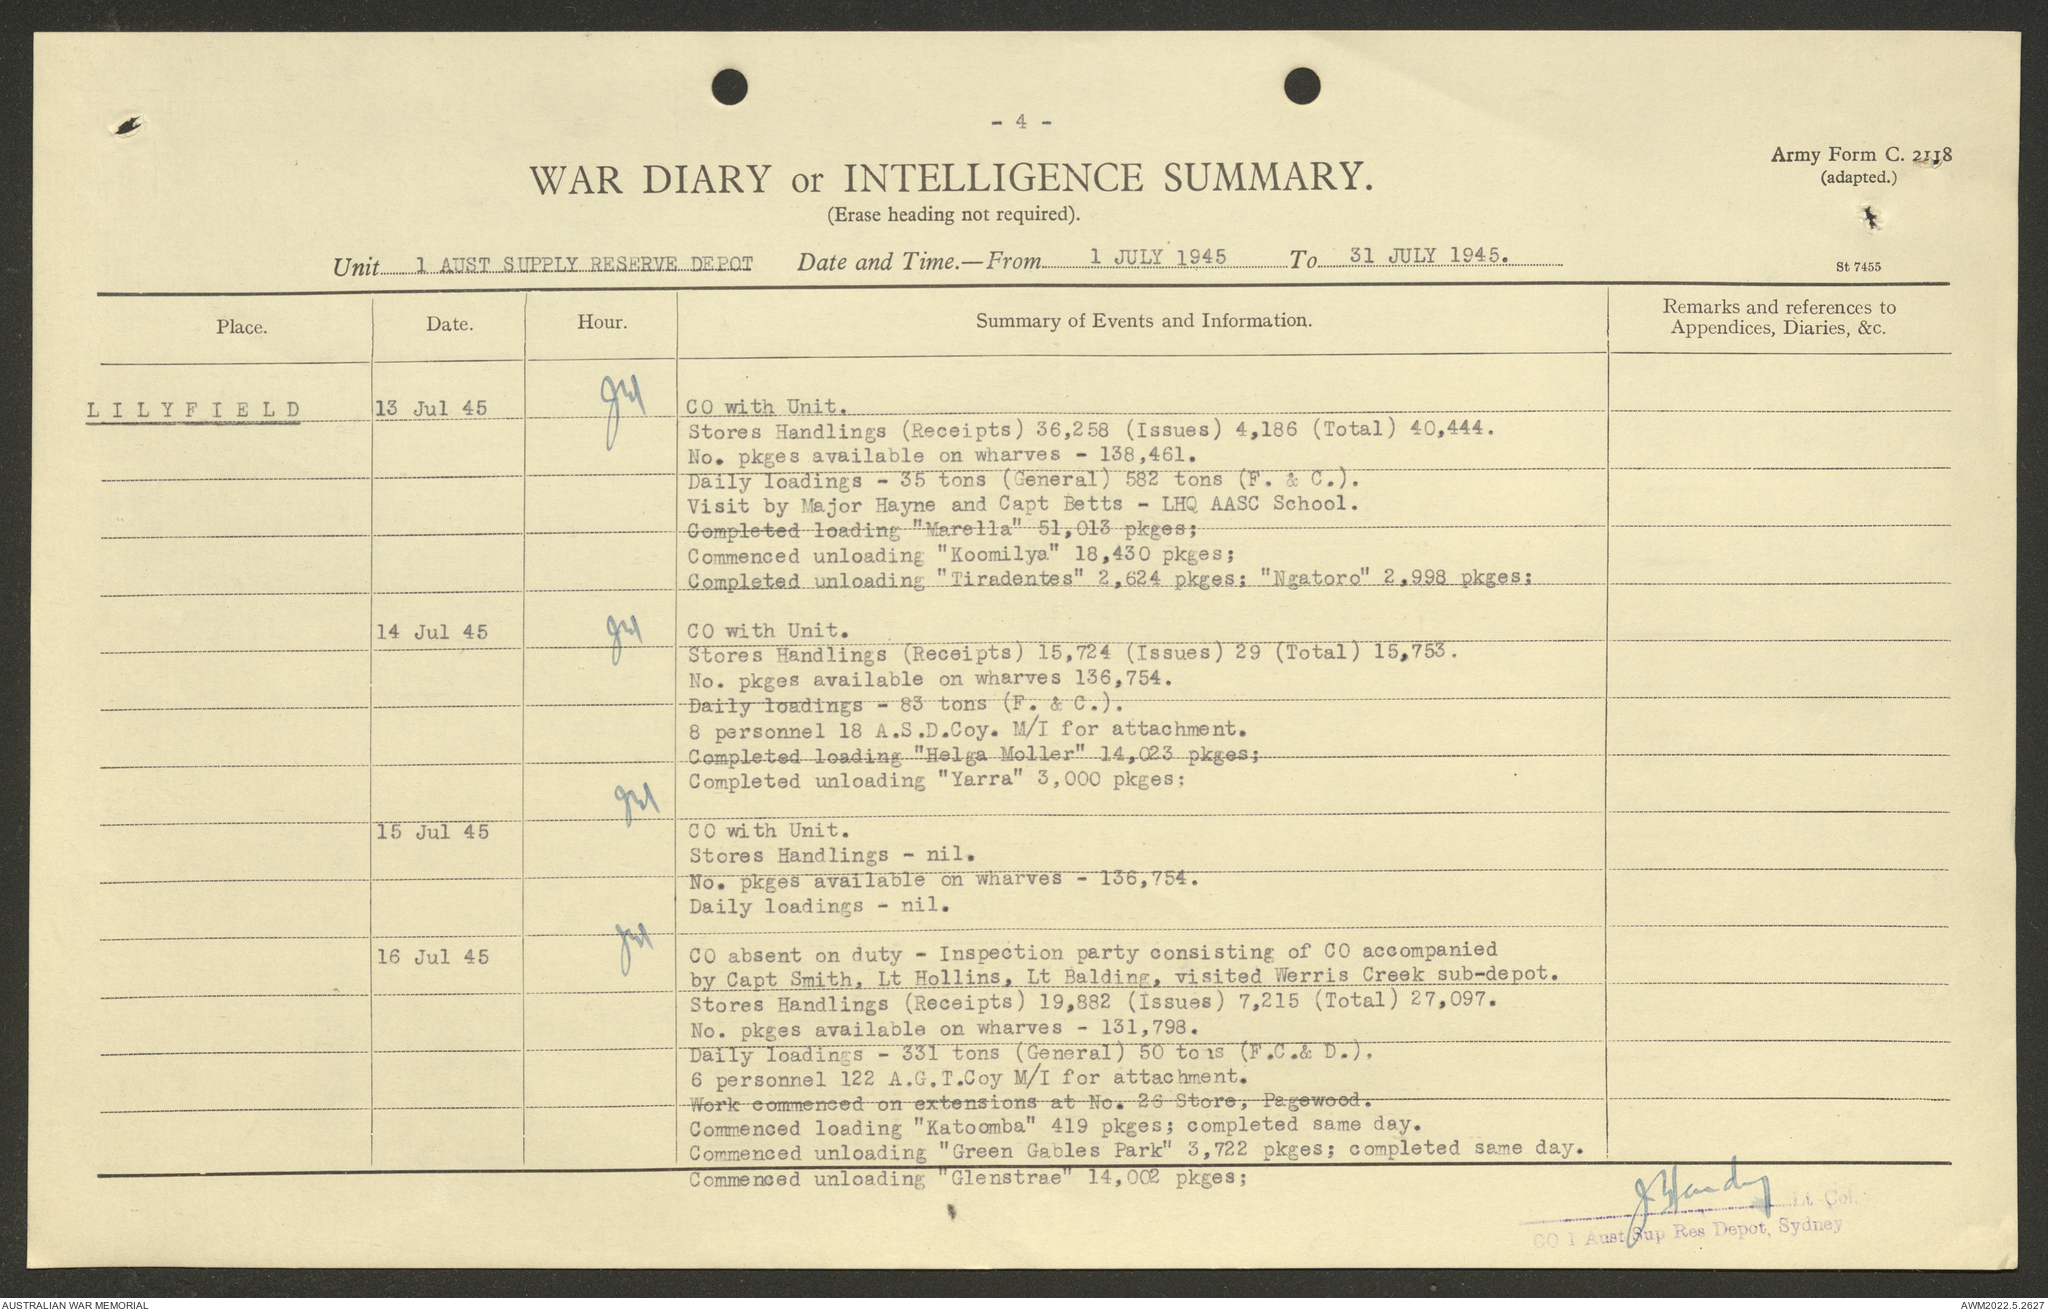 - 4 -
Army Form C. 2118
(adapted.)
WAR DIARY or INTELLIGENCE SUMMARY.
(Erase heading not required).
Unit 1 AUST SUPPLY RESERVE DEPOT Date and Time.—From 1 JULY 1945 To 31 JULY 1945.
St 7455
Place. Date. Hour. Summary of Events and Information. Remarks and references to
Appendices, Diaries, &c.
LILYFIELD 13 Jul 45 CO with Unit.
Stores Handlings (Receipts) 36,258 (Issues) 4,186 (Total) 40,444.
No. pkges available on wharves - 138,461.
Daily loadings - 35 tons (General) 582 tons (F. & C.).
Visit by Major Hayne and Capt Betts - LHQ AASC School.
Completed loading "Marella" 51,013 pkges;
Commenced unloading "Koomilya" 18,430 pkges;
Completed unloading "Tiradentes" 2,624 pkges; "Ngatoro" 2,998 pkges;
14 Jul 45 CO with Unit.
Stores Handlings (Receipts) 15,724 (Issues) 29 (Total) 15,753.
No. pkges available on wharves 136,754.
Daily loadings - 83 tons (F. & C.).
8 personnel 18 A.S.D.Coy. M/I for attachment.
Completed loading "Helga Moller" 14,023 pkges;
Completed unloading "Yarra" 3,000 pkges;
15 Jul 45 CO with Unit.
Stores Handlings - nil.
No. pkges available on wharves - 136,754.
Daily loadings - nil.
16 Jul 45 CO absent on duty - Inspection party consisting of CO accompanied
by Capt Smith, Lt Hollins, Lt Balding, visited Werris Creek sub-depot.
Stores Handlings (Receipts) 19,882 (Issues) 7,215 (Total) 27,097.
No. pkges available on wharves - 131,798.
Daily loadings - 331 tons (General) 50 tons (F.C.& D.).
6 personnel 122 A.G.T.Coy M/I for attachment.
Work commenced on extensions at No. 26 Store, Pagewood.
Commenced loading "Katoomba" 419 pkges; completed same day.
Commenced unloading "Green Gables Park" 3,722 pkges; completed same day.
Commenced unloading "Glenstrae" 14,002 pkges;
Lt Col.
CO 1 Aust Sup Res Depot, Sydney
AUSTRALIAN WAR MEMORIAL AWM2022.5.2627